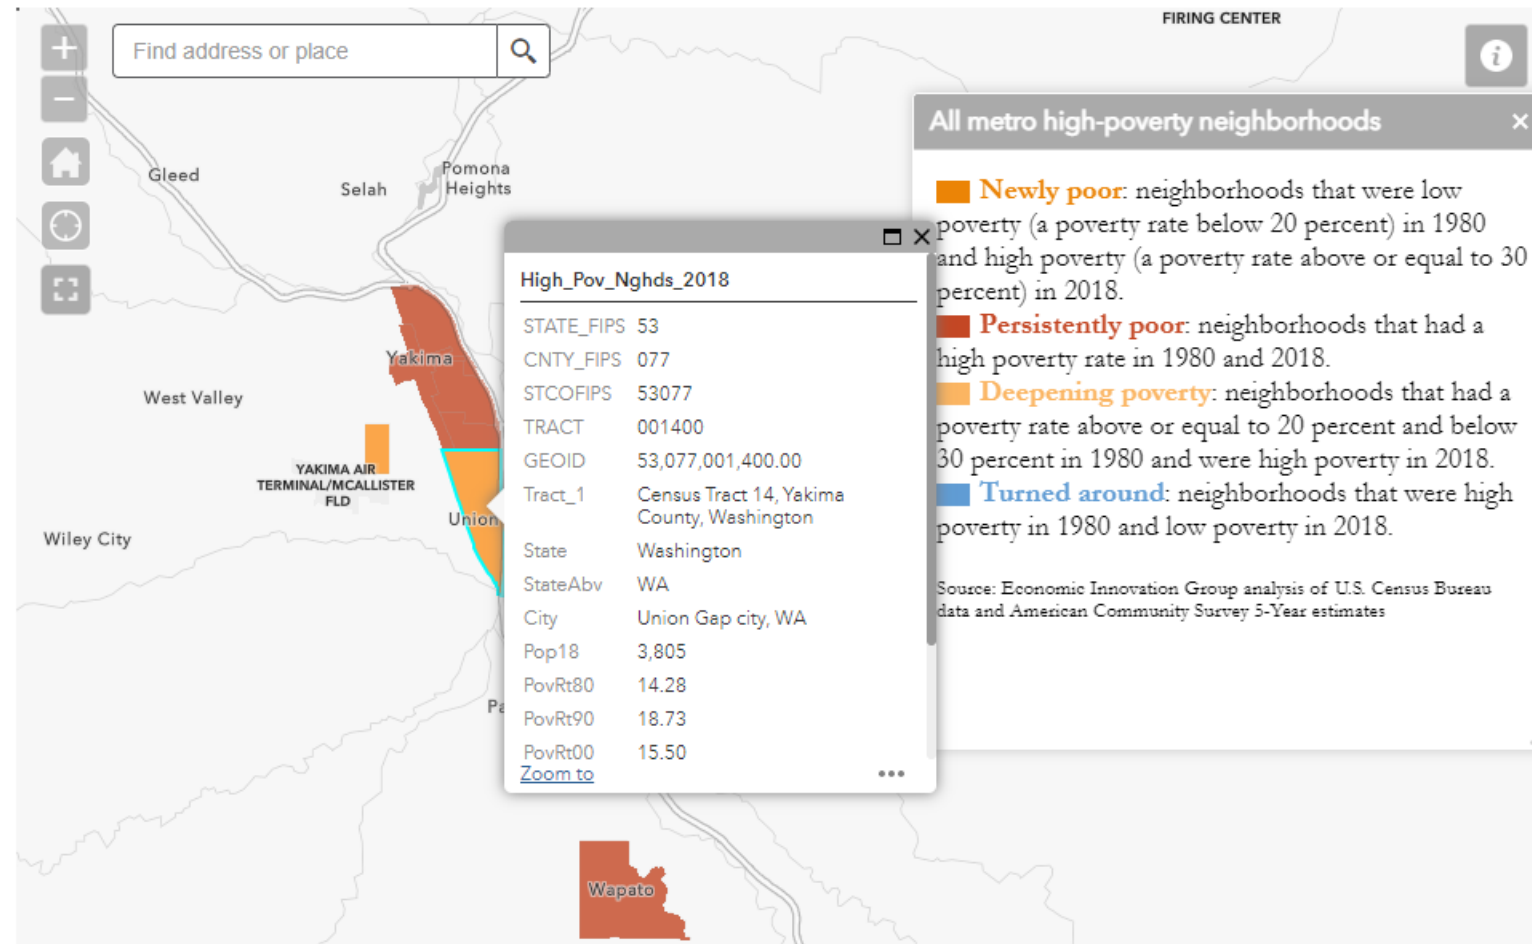 FIRING CENTER
Find address or place
All metro high-poverty neighborhoods
Gleed
Selah
Pomona
Heights
Yakima
West Valley
YAKIMA AIR
TERMINAL/MCALLISTER
FLD
Union
Wiley City
Wapato
High_Pov_Nghds_2018
STATE_FIPS 53
CNTY_FIPS 077
STCOFIPS 53077
TRACT 001400
GEOID 53,077,001,400.00
Tract_1 Census Tract 14, Yakima
County, Washington
State Washington
StateAbv WA
City Union Gap city, WA
Pop18 3,805
PovRt80 14.28
PovRt90 18.73
PovRt00 15.50
Zoom to
Newly poor: neighborhoods that were low
poverty (a poverty rate below 20 percent) in 1980
and high poverty (a poverty rate above or equal to 30
percent) in 2018.
Persistently poor: neighborhoods that had a
high poverty rate in 1980 and 2018.
Deepening poverty: neighborhoods that had a
poverty rate above or equal to 20 percent and below
30 percent in 1980 and were high poverty in 2018.
Turned around: neighborhoods that were high
poverty in 1980 and low poverty in 2018.
Source: Economic Innovation Group analysis of U.S. Census Bureau
data and American Community Survey 5-Year estimates